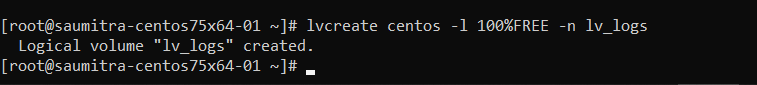 [root@saumitra-centos75x64-01 ~]# lvcreate centos -l 100%FREE -n lv_logs
  Logical volume "lv_logs" created.
[root@saumitra-centos75x64-01 ~]#